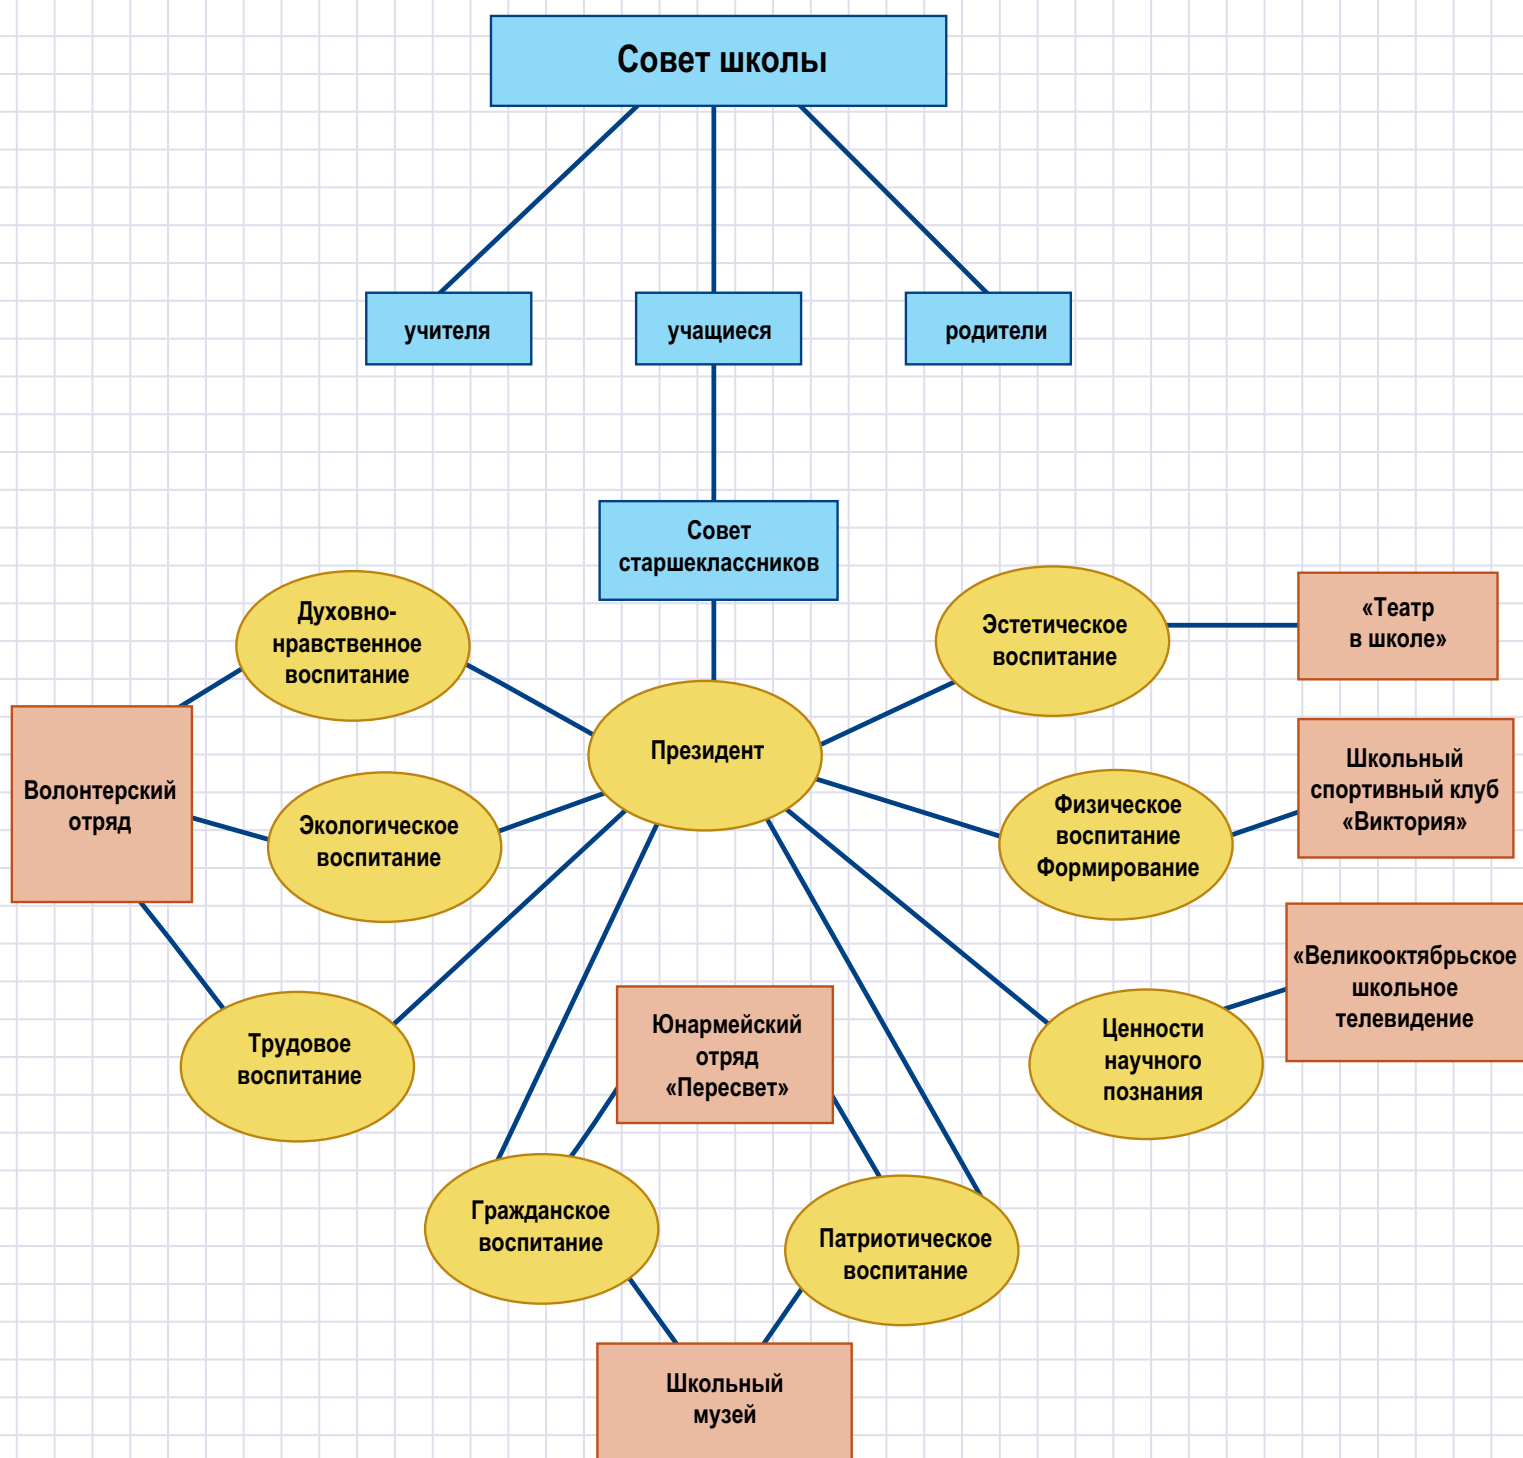 Совет школы
учителя
учащиеся
родители
Совет
старшеклассников
Духовно-
нравственное
воспитание
Эстетическое
воспитание
«Театр
в школе»
Президент
Волонтерский
отряд
Экологическое
воспитание
Физическое
воспитание
Формирование
Школьный
спортивный клуб
«Виктория»
«Великооктябрьское
школьное
телевидение
Трудовое
воспитание
Юнармейский
отряд
«Пересвет»
Ценности
научного
познания
Гражданское
воспитание
Патриотическое
воспитание
Школьный
музей